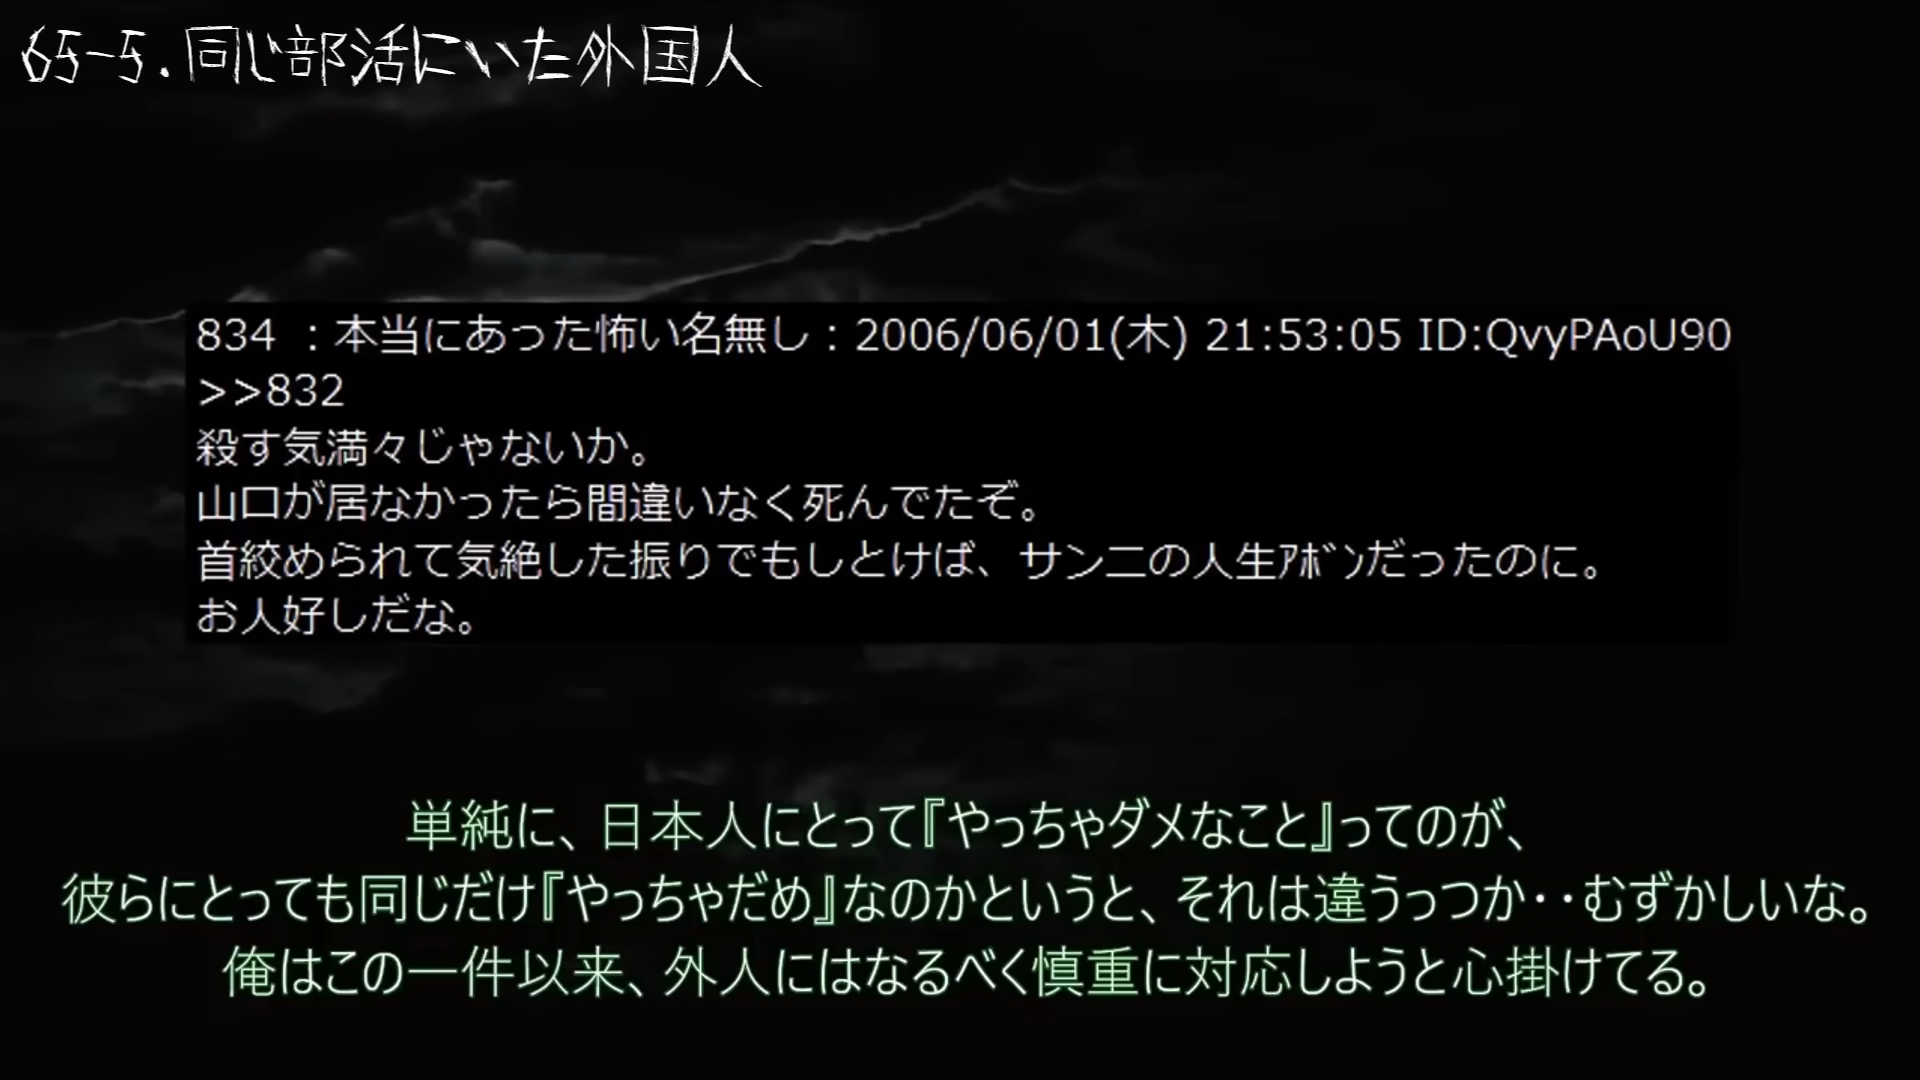 65-5.同じ部活にいた外国人
834 ：本当にあった怖い名無し：2006/06/01(木) 21:53:05 ID:QvyPAoU90
>>832
殺す気満々じゃないか。
山口が居なかったら間違いなく死んでたぞ。
首絞められて気絶した振りでもしとけば、サンニの人生ｱﾎﾞﾝだったのに。
お人好しだな。
単純に、日本人にとって『やっちゃダメなこと』ってのが、
彼らにとっても同じだけ『やっちゃだめ』なのかというと、それは違うっつか・・むずかしいな。
俺はこの一件以来、外人にはなるべく慎重に対応しようと心掛けてる。